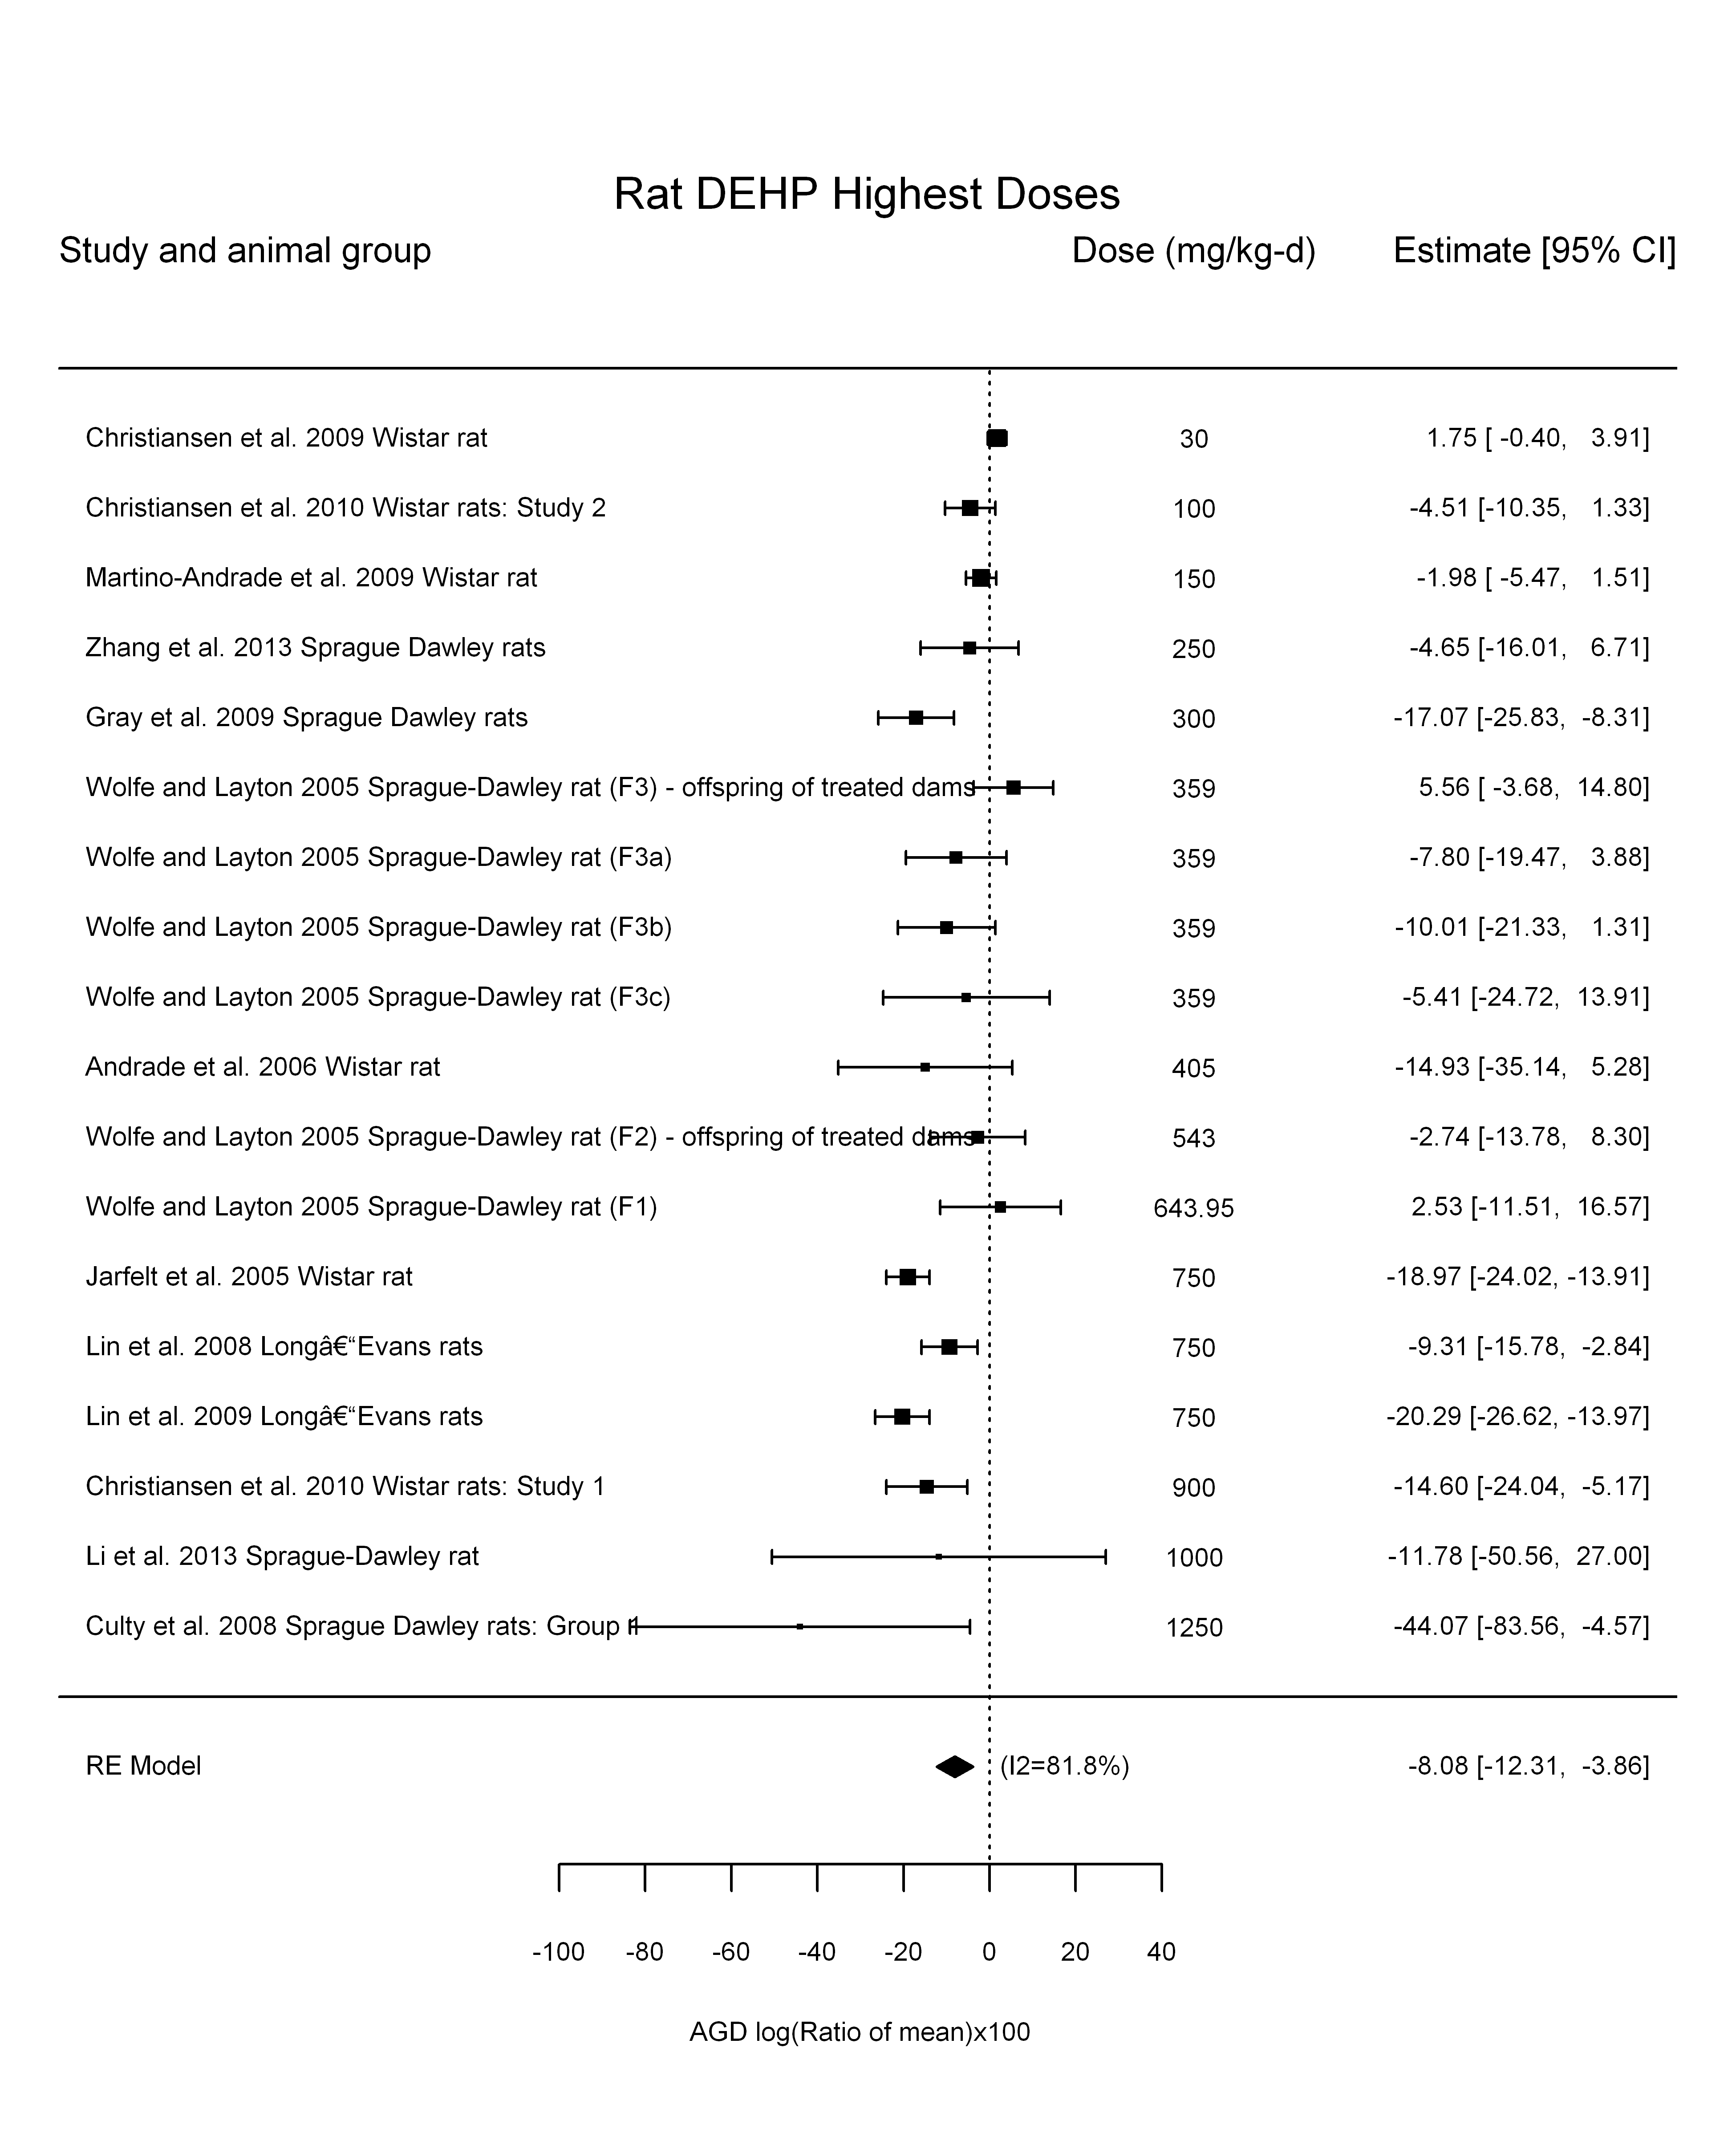 Rat DEHP Highest Doses
Study and animal group Dose (mg/kg-d) Estimate [95% CI]
Christiansen et al. 2009 Wistar rat 30 1.75 [ -0.40, 3.91]
Christiansen et al. 2010 Wistar rats: Study 2 100 -4.51 [-10.35, 1.33]
Martino-Andrade et al. 2009 Wistar rat 150 -1.98 [ -5.47, 1.51]
Zhang et al. 2013 Sprague Dawley rats 250 -4.65 [-16.01, 6.71]
Gray et al. 2009 Sprague Dawley rats 300 -17.07 [-25.83, -8.31]
Wolfe and Layton 2005 Sprague-Dawley rat (F3) - offspring of treated dams 359 5.56 [ -3.68, 14.80]
Wolfe and Layton 2005 Sprague-Dawley rat (F3a) 359 -7.80 [-19.47, 3.88]
Wolfe and Layton 2005 Sprague-Dawley rat (F3b) 359 -10.01 [-21.33, 1.31]
Wolfe and Layton 2005 Sprague-Dawley rat (F3c) 359 -5.41 [-24.72, 13.91]
Andrade et al. 2006 Wistar rat 405 -14.93 [-35.14, 5.28]
Wolfe and Layton 2005 Sprague-Dawley rat (F2) - offspring of treated dams 543 -2.74 [-13.78, 8.30]
Wolfe and Layton 2005 Sprague-Dawley rat (F1) 643.95 2.53 [-11.51, 16.57]
Jarfelt et al. 2005 Wistar rat 750 -18.97 [-24.02, -13.91]
Lin et al. 2008 Longâ€“Evans rats 750 -9.31 [-15.78, -2.84]
Lin et al. 2009 Longâ€“Evans rats 750 -20.29 [-26.62, -13.97]
Christiansen et al. 2010 Wistar rats: Study 1 900 -14.60 [-24.04, -5.17]
Li et al. 2013 Sprague-Dawley rat 1000 -11.78 [-50.56, 27.00]
Culty et al. 2008 Sprague Dawley rats: Group 1 1250 -44.07 [-83.56, -4.57]
RE Model (I2=81.8%) -8.08 [-12.31, -3.86]
-100 -80 -60 -40 -20 0 20 40
AGD log(Ratio of mean)x100